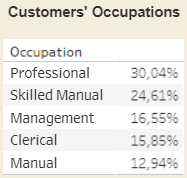 Customers' Occupations
Occupation
Professional 30,04%
Skilled Manual 24,61%
Management 16,55%
Clerical 15,85%
Manual 12,94%